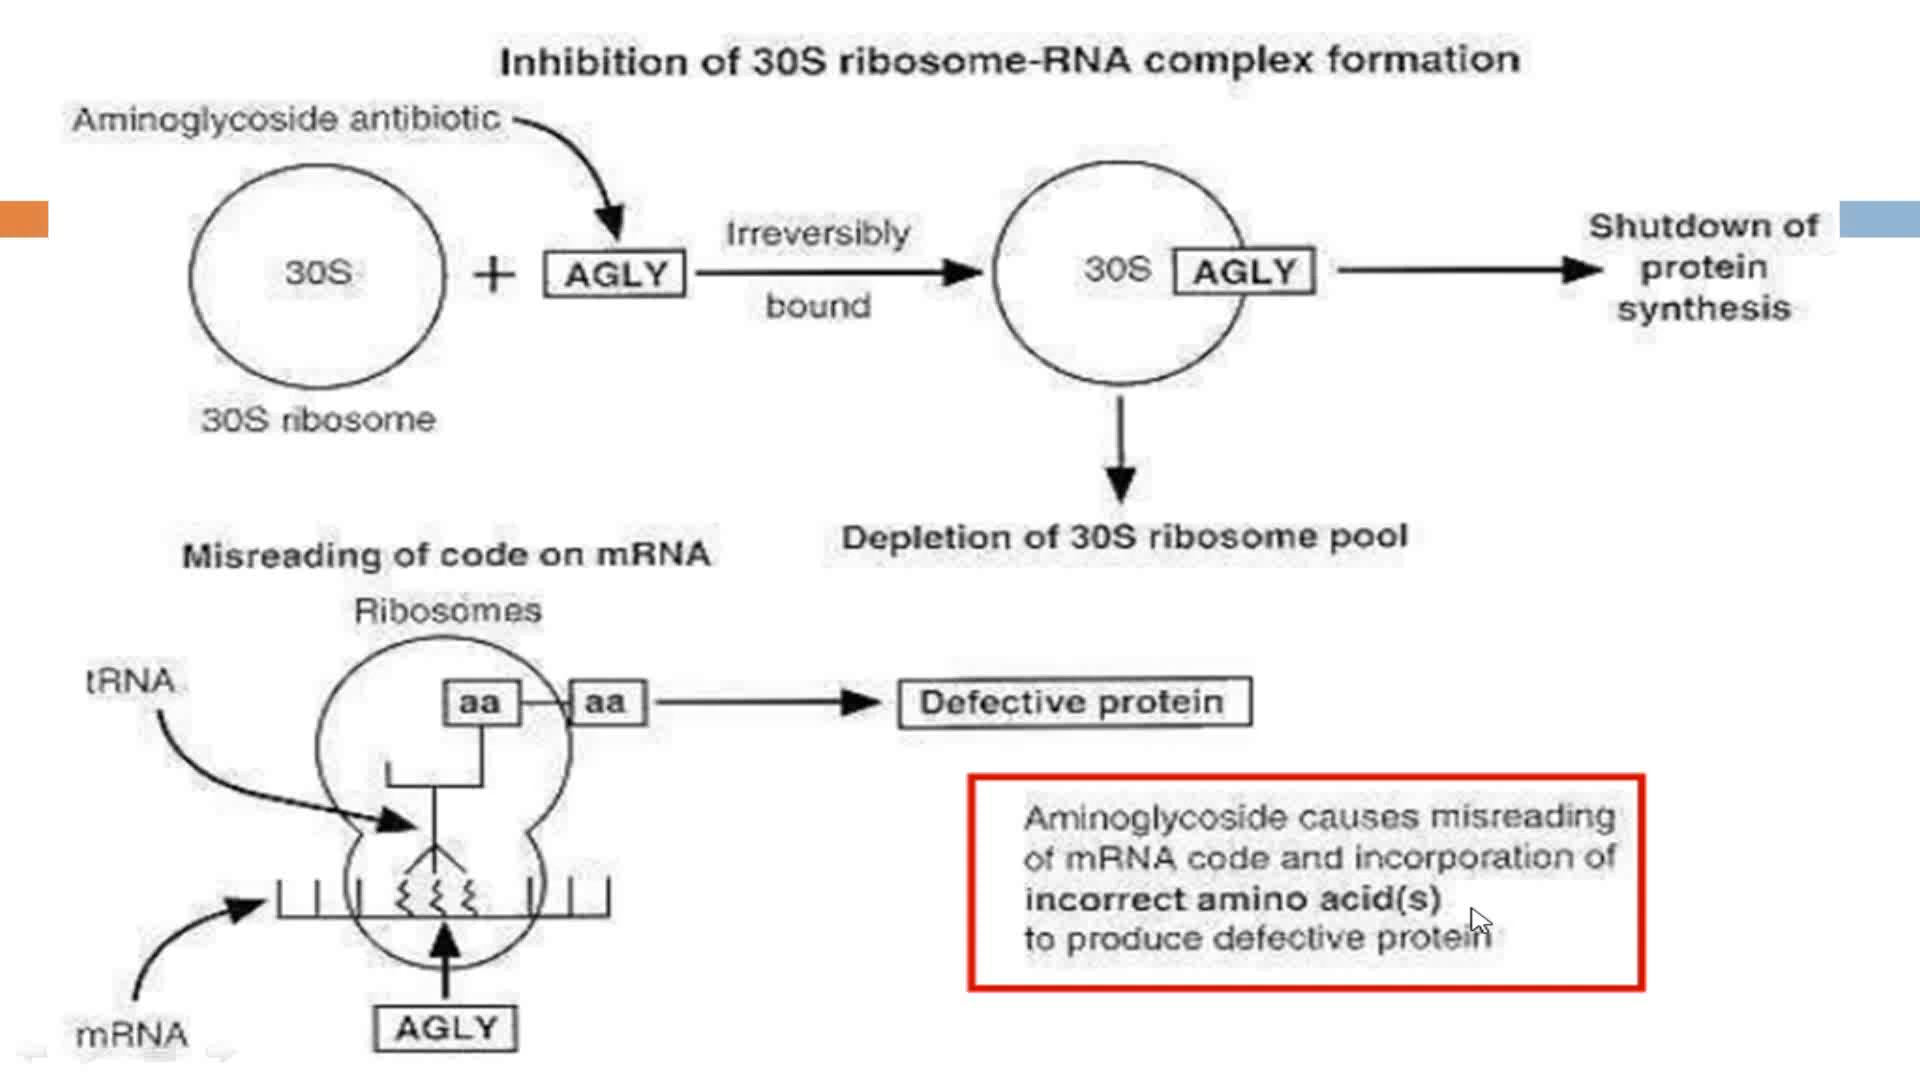 Inhibition of 30S ribosome-RNA complex formation
Aminoglycoside antibiotic
30S
+
AGLY
Irreversibly
bound
30S
AGLY
Shutdown of
protein
synthesis
30S ribosome
Depletion of 30S ribosome pool
Misreading of code on mRNA
Ribosomes
tRNA
aa
aa
Defective protein
Aminoglycoside causes misreading
of mRNA code and incorporation of
incorrect amino acid(s)
to produce defective protein
mRNA
AGLY